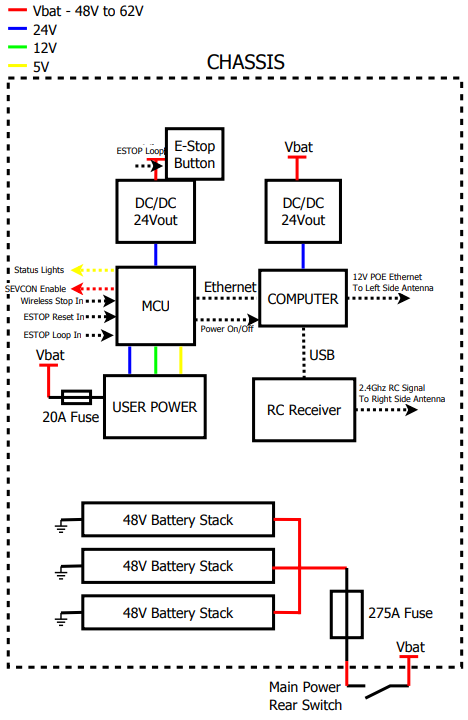 Vbat - 48V to 62V
24V
12V
5V
CHASSIS
E-Stop
Button
ESTOP Loop
Vbat
DC/DC
24Vout
DC/DC
24Vout
Status Lights
SEVCON Enable
Wireless Stop In
ESTOP Reset In
ESTOP Loop In
MCU
Ethernet
Power On/Off
COMPUTER
12V POE Ethernet
To Left Side Antenna
USB
Vbat
20A Fuse
USER POWER
RC Receiver
2.4Ghz RC Signal
To Right Side Antenna
48V Battery Stack
48V Battery Stack
48V Battery Stack
275A Fuse
Vbat
Main Power
Rear Switch